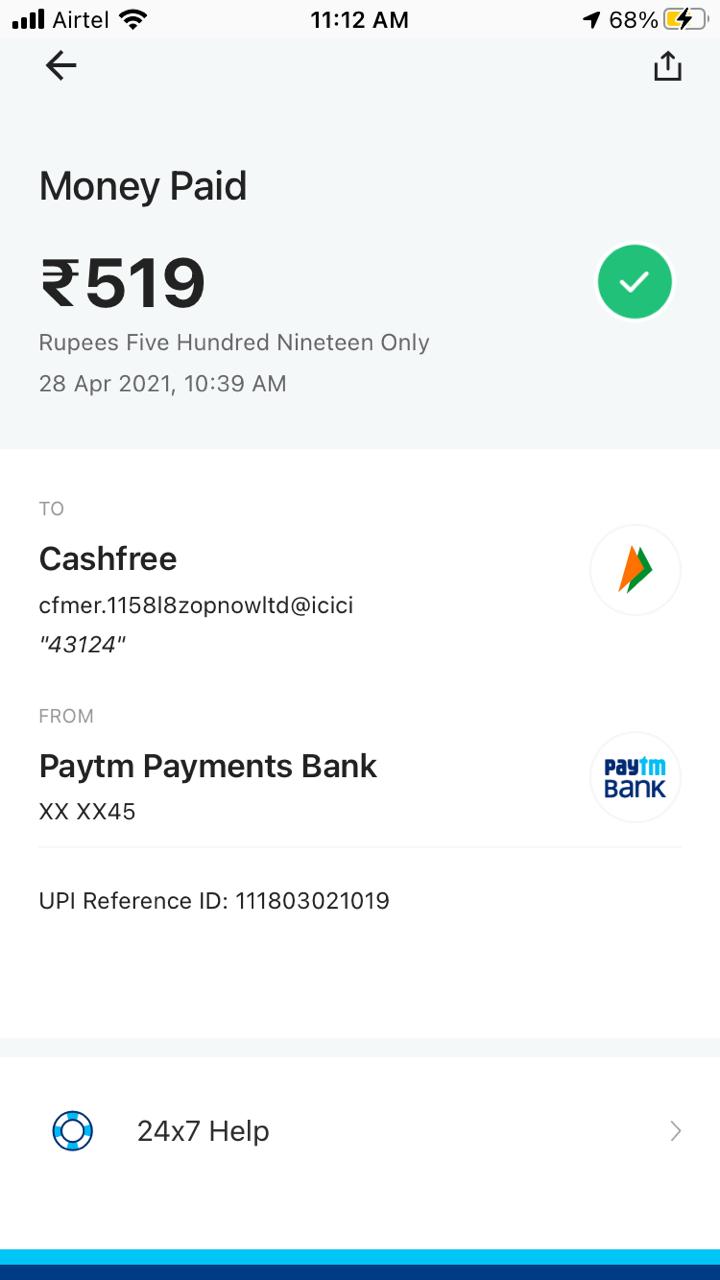 Airtel 11:12 AM 68%
Money Paid
₹519
Rupees Five Hundred Nineteen Only
28 Apr 2021, 10:39 AM
TO
Cashfree
cfmer.1158l8zopnowltd@icici
"43124"
FROM
Paytm Payments Bank
paytm
BANK
XX XX45
UPI Reference ID: 111803021019
24x7 Help